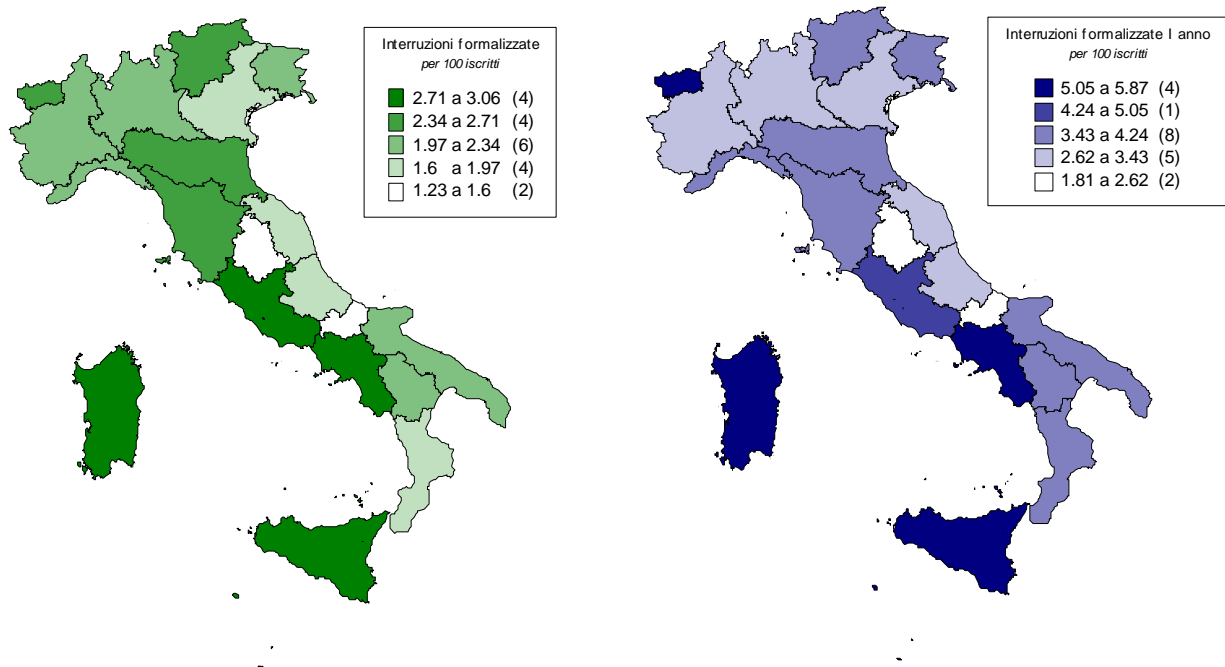 Interruzioni formalizzate
per 100 iscritti
2.71 a 3.06 (4)
2.34 a 2.71 (4)
1.97 a 2.34 (6)
1.6 a 1.97 (4)
1.23 a 1.6 (2)
Interruzioni formalizzate I anno
per 100 iscritti
5.05 a 5.87 (4)
4.24 a 5.05 (1)
3.43 a 4.24 (8)
2.62 a 3.43 (5)
1.81 a 2.62 (2)